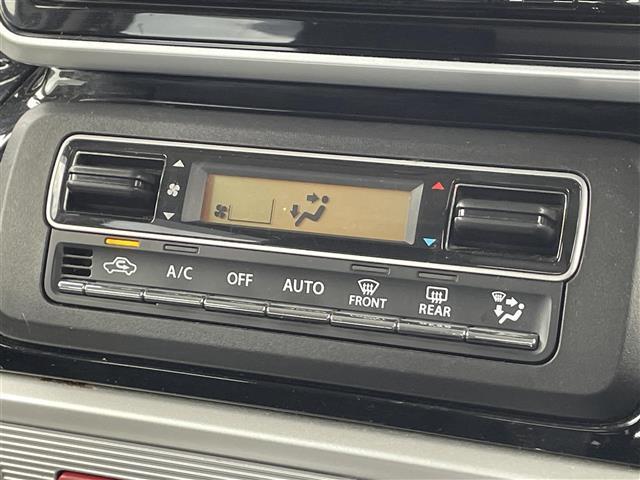 A/C OFF AUTO FRONT REAR